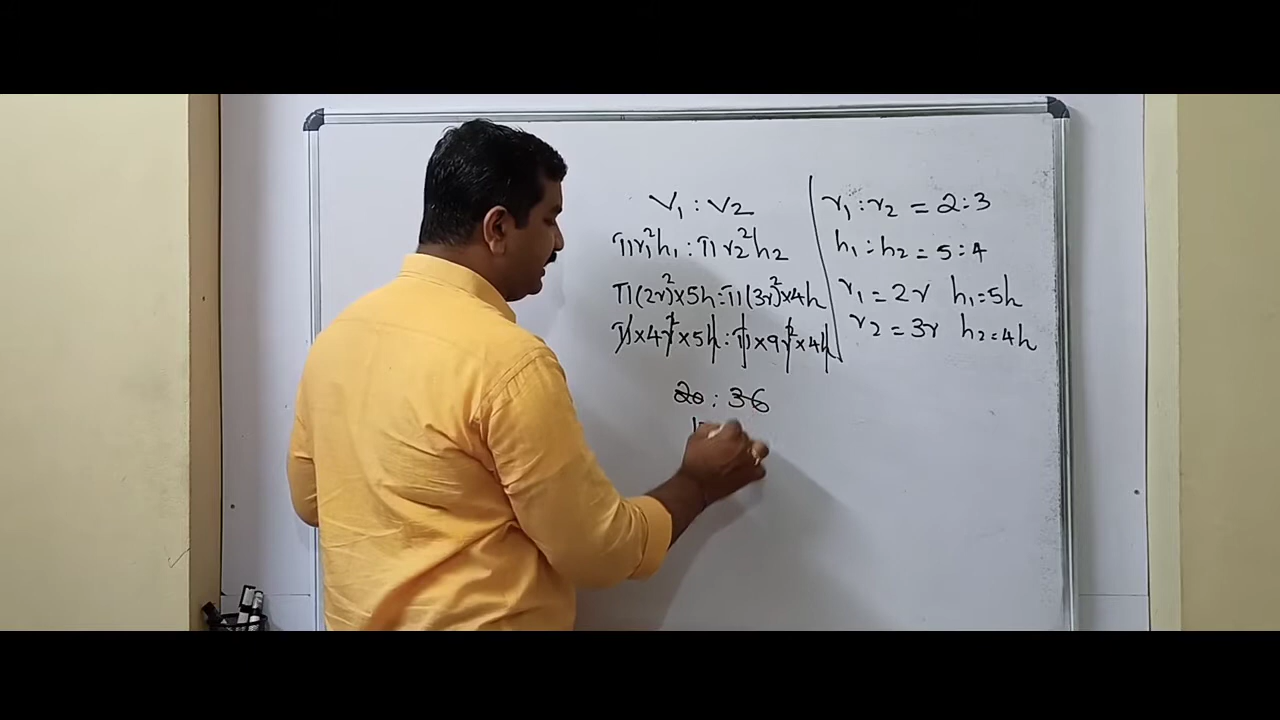 V₁ : V₂
πr₁²h₁ : πr₂²h₂
π(2r)²×5h : π(3r)²×4h
π×4r²×5h : π×9r²×4h
20 : 36
r₁ : r₂ = 2:3
h₁ : h₂ = 5:4
r₁ = 2r h₁=5h
r₂ = 3r h₂=4h